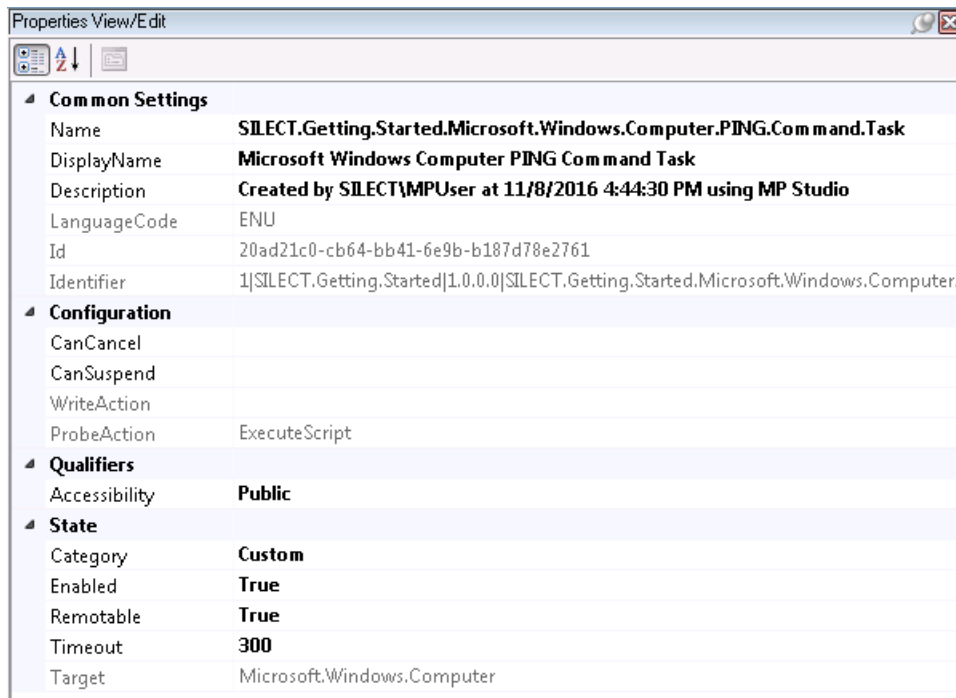 Properties View/Edit
Common Settings
Name SILECT.Getting.Started.Microsoft.Windows.Computer.PING.Command.Task
DisplayName Microsoft Windows Computer PING Command Task
Description Created by SILECT\MPUser at 11/8/2016 4:44:30 PM using MP Studio
LanguageCode ENU
Id 20ad21c0-cb64-bb41-6e9b-b187d78e2761
Identifier 1|SILECT.Getting.Started|1.0.0.0|SILECT.Getting.Started.Microsoft.Windows.Computer.
Configuration
CanCancel
CanSuspend
WriteAction
ProbeAction ExecuteScript
Qualifiers
Accessibility Public
State
Category Custom
Enabled True
Remotable True
Timeout 300
Target Microsoft.Windows.Computer